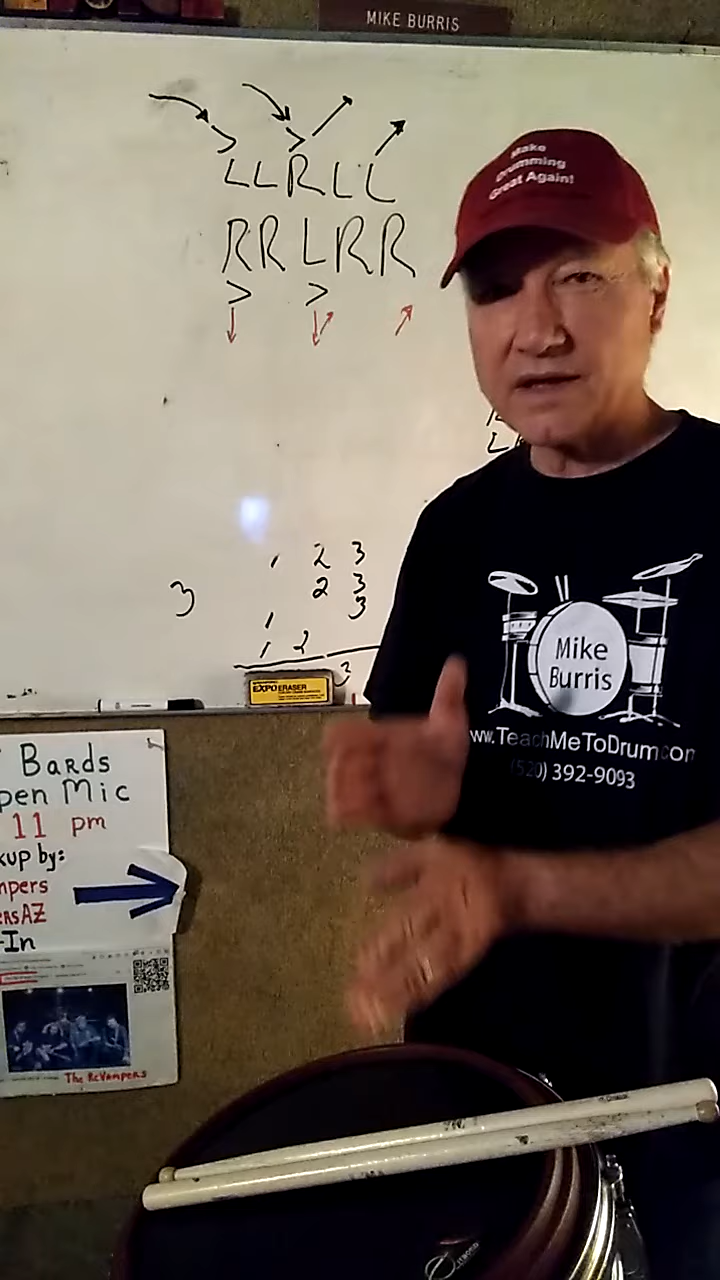 MIKE BURRIS
LLRLL
RRLRR
Make
Drumming
Great Again!
1 2 3
2 3
3
3
1
1 2
3
EXPO ERASER
Mike
Burris
www.TeachMeToDrum.com
(520) 392-9093
Bards
pen Mic
11 pm
kup by:
mpers
ersAZ
-In
The ReVampers